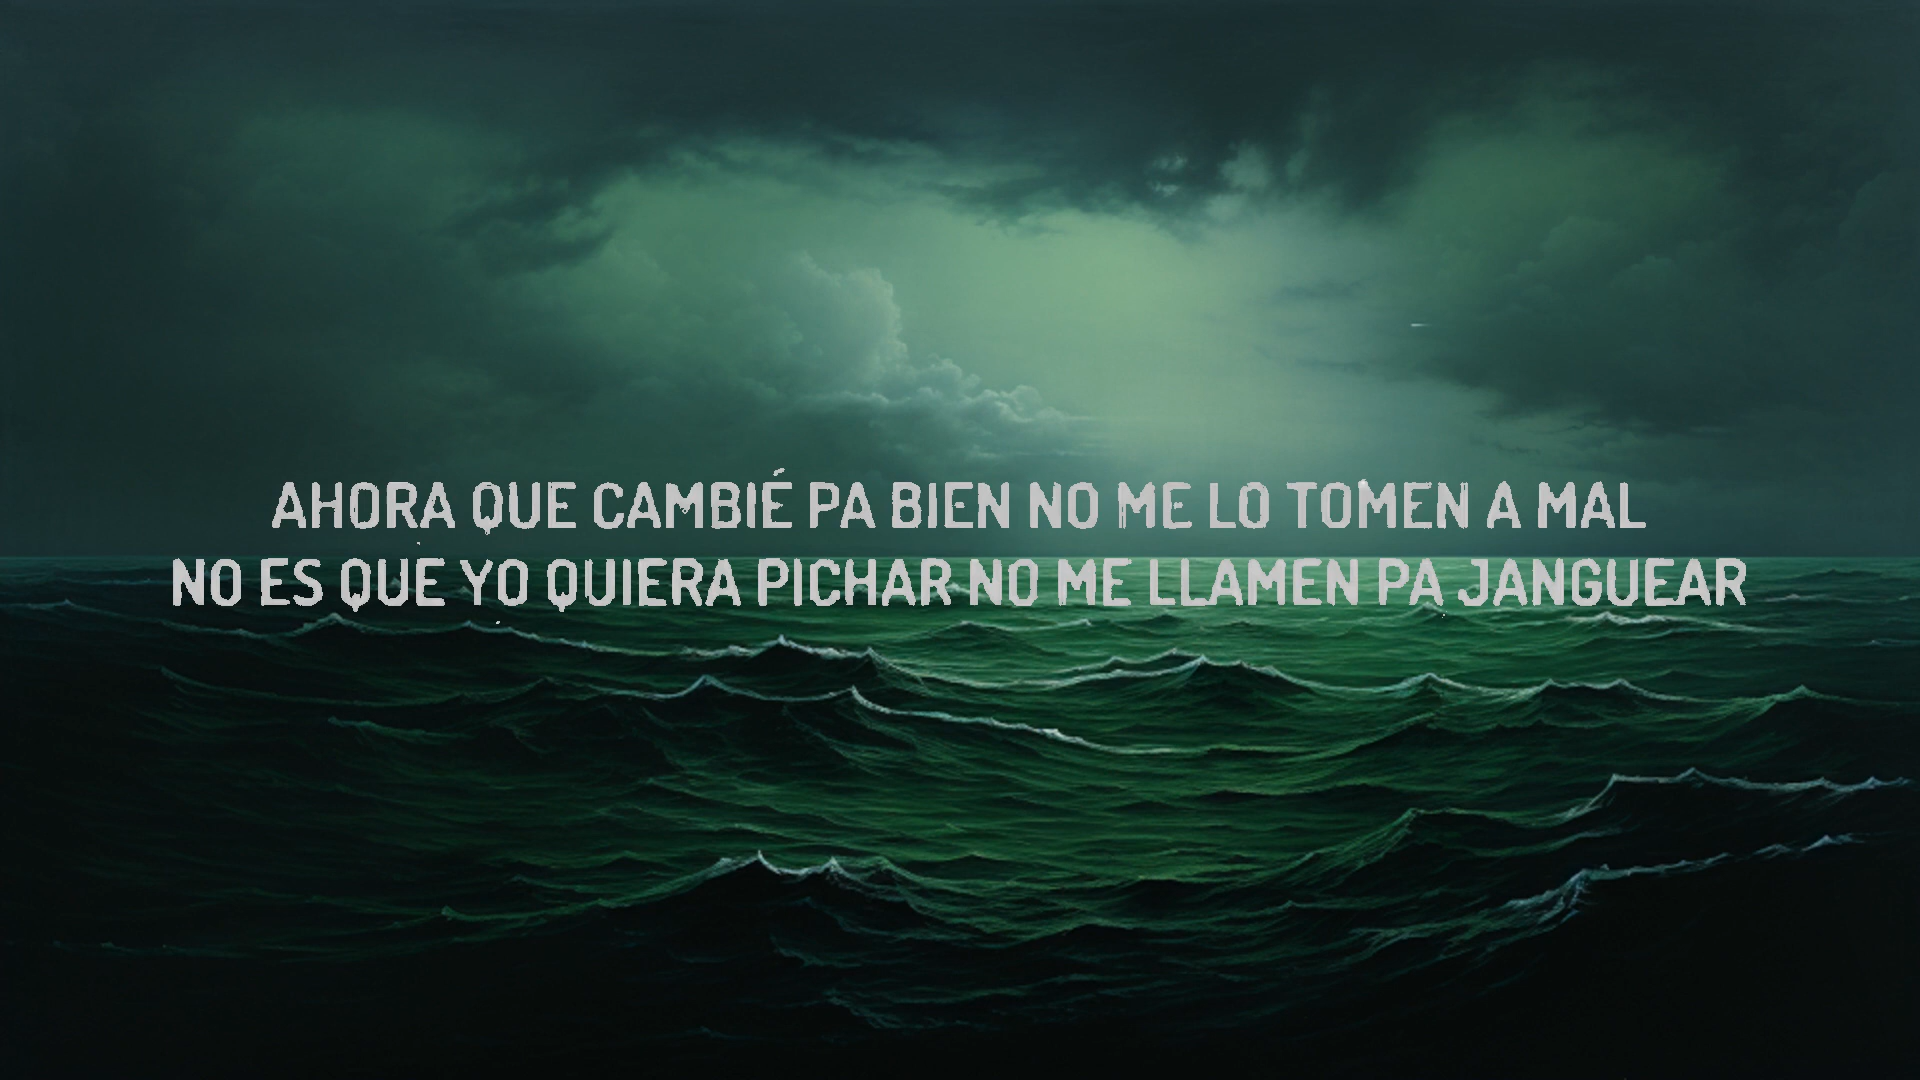 AHORA QUE CAMBIÉ PA BIEN NO ME LO TOMEN A MAL
NO ES QUE YO QUIERA PICHAR NO ME LLAMEN PA JANGUEAR